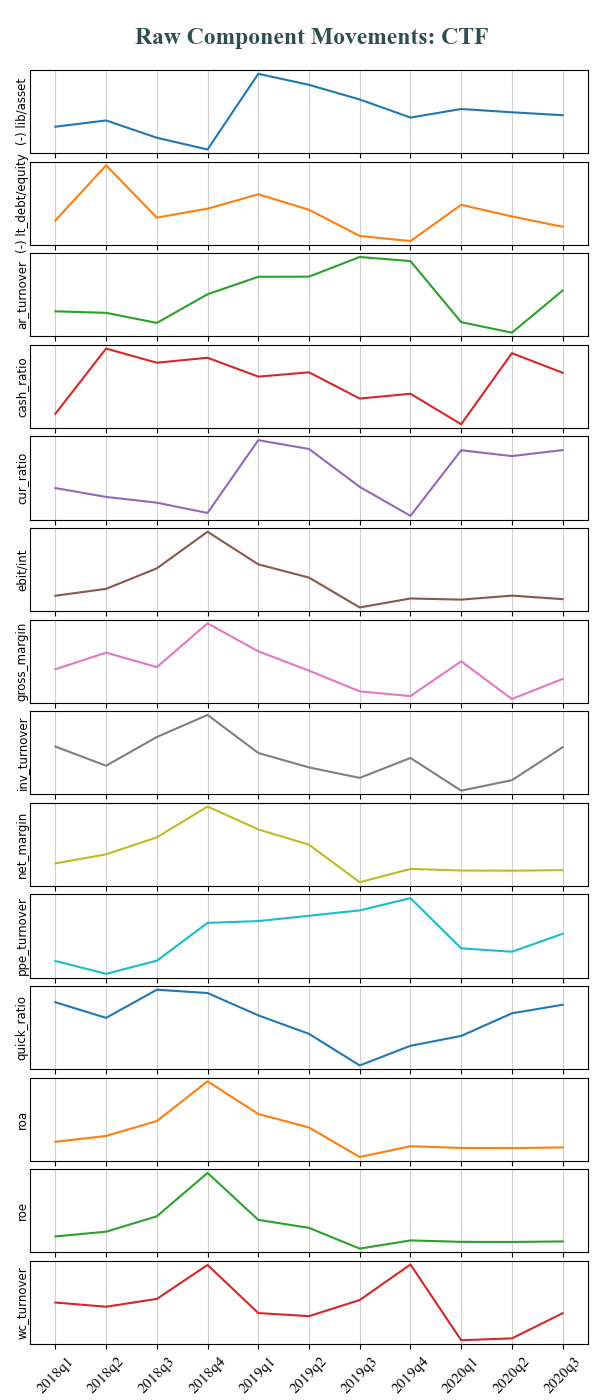 Raw Component Movements: CTF
(-) lib/asset
(-) lt_debt/equity
ar_turnover
cash_ratio
cur_ratio
ebit/int
gross_margin
inv_turnover
net_margin
ppe_turnover
quick_ratio
roa
roe
wc_turnover
2018q1 2018q2 2018q3 2018q4 2019q1 2019q2 2019q3 2019q4 2020q1 2020q2 2020q3